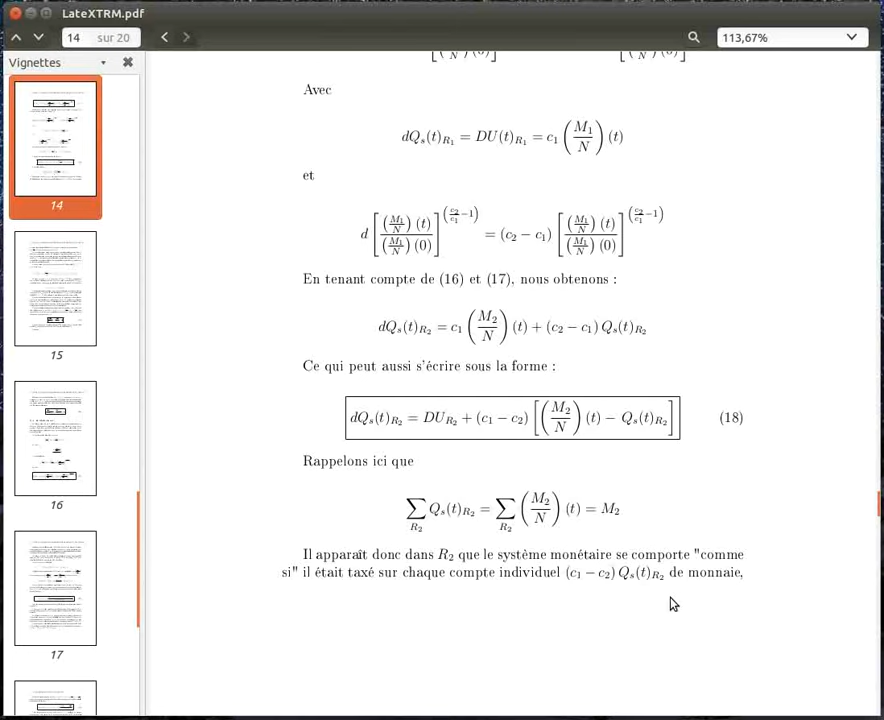 LateXTRM.pdf
14 sur 20
113,67%
Vignettes
14
15
16
17
Avec
dQ_s(t)_{R_1} = DU(t)_{R_1} = c_1 (M_1/N) (t)
et
d [ (M_1/N)(t) / (M_1/N)(0) ]^{(c_2/c_1 − 1)} = (c_2 − c_1) [ (M_1/N)(t) / (M_1/N)(0) ]^{(c_2/c_1 − 1)}
En tenant compte de (16) et (17), nous obtenons :
dQ_s(t)_{R_2} = c_1 (M_2/N) (t) + (c_2 − c_1) Q_s(t)_{R_2}
Ce qui peut aussi s'écrire sous la forme :
dQ_s(t)_{R_2} = DU_{R_2} + (c_1 − c_2) [ (M_2/N) (t) − Q_s(t)_{R_2} ] (18)
Rappelons ici que
∑_{R_2} Q_s(t)_{R_2} = ∑_{R_2} (M_2/N) (t) = M_2
Il apparaît donc dans R_2 que le système monétaire se comporte "comme
si" il était taxé sur chaque compte individuel (c_1 − c_2) Q_s(t)_{R_2} de monnaie,